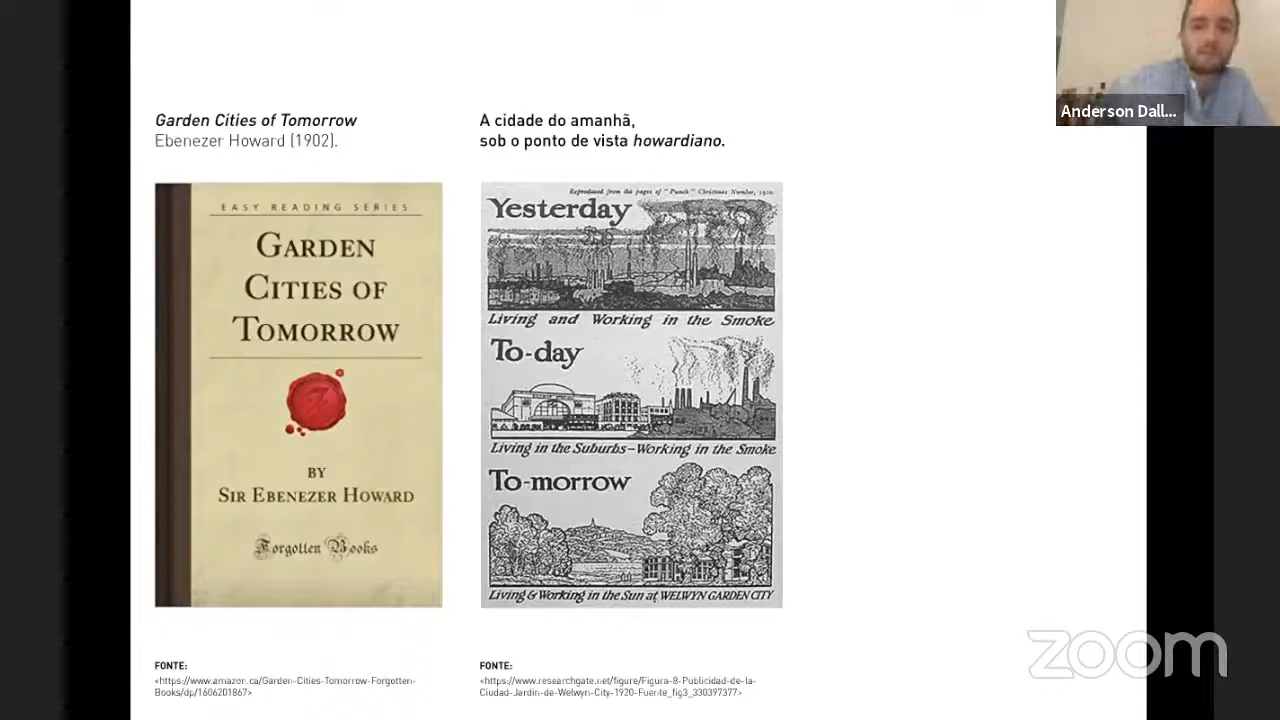 Anderson Dall...
Garden Cities of Tomorrow
Ebenezer Howard (1902).
EASY READING SERIES
GARDEN
CITIES OF
TOMORROW
BY
SIR EBENEZER HOWARD
Forgotten Books
FONTE:
<https://www.amazon.ca/Garden-Cities-Tomorrow-Forgotten-
Books/dp/1606201867>
A cidade do amanhã,
sob o ponto de vista howardiano.
Reproduced from the pages of "Punch" Christmas Number, 1920.
Yesterday
Living and Working in the Smoke
To-day
Living in the Suburbs-Working in the Smoke
To-morrow
Living & Working in the Sun at WELWYN GARDEN CITY
FONTE:
<https://www.researchgate.net/figure/Figura-8-Publicidad-de-la-
Ciudad-Jardin-de-Welwyn-City-1920-Fuente_fig3_330397377>
zoom